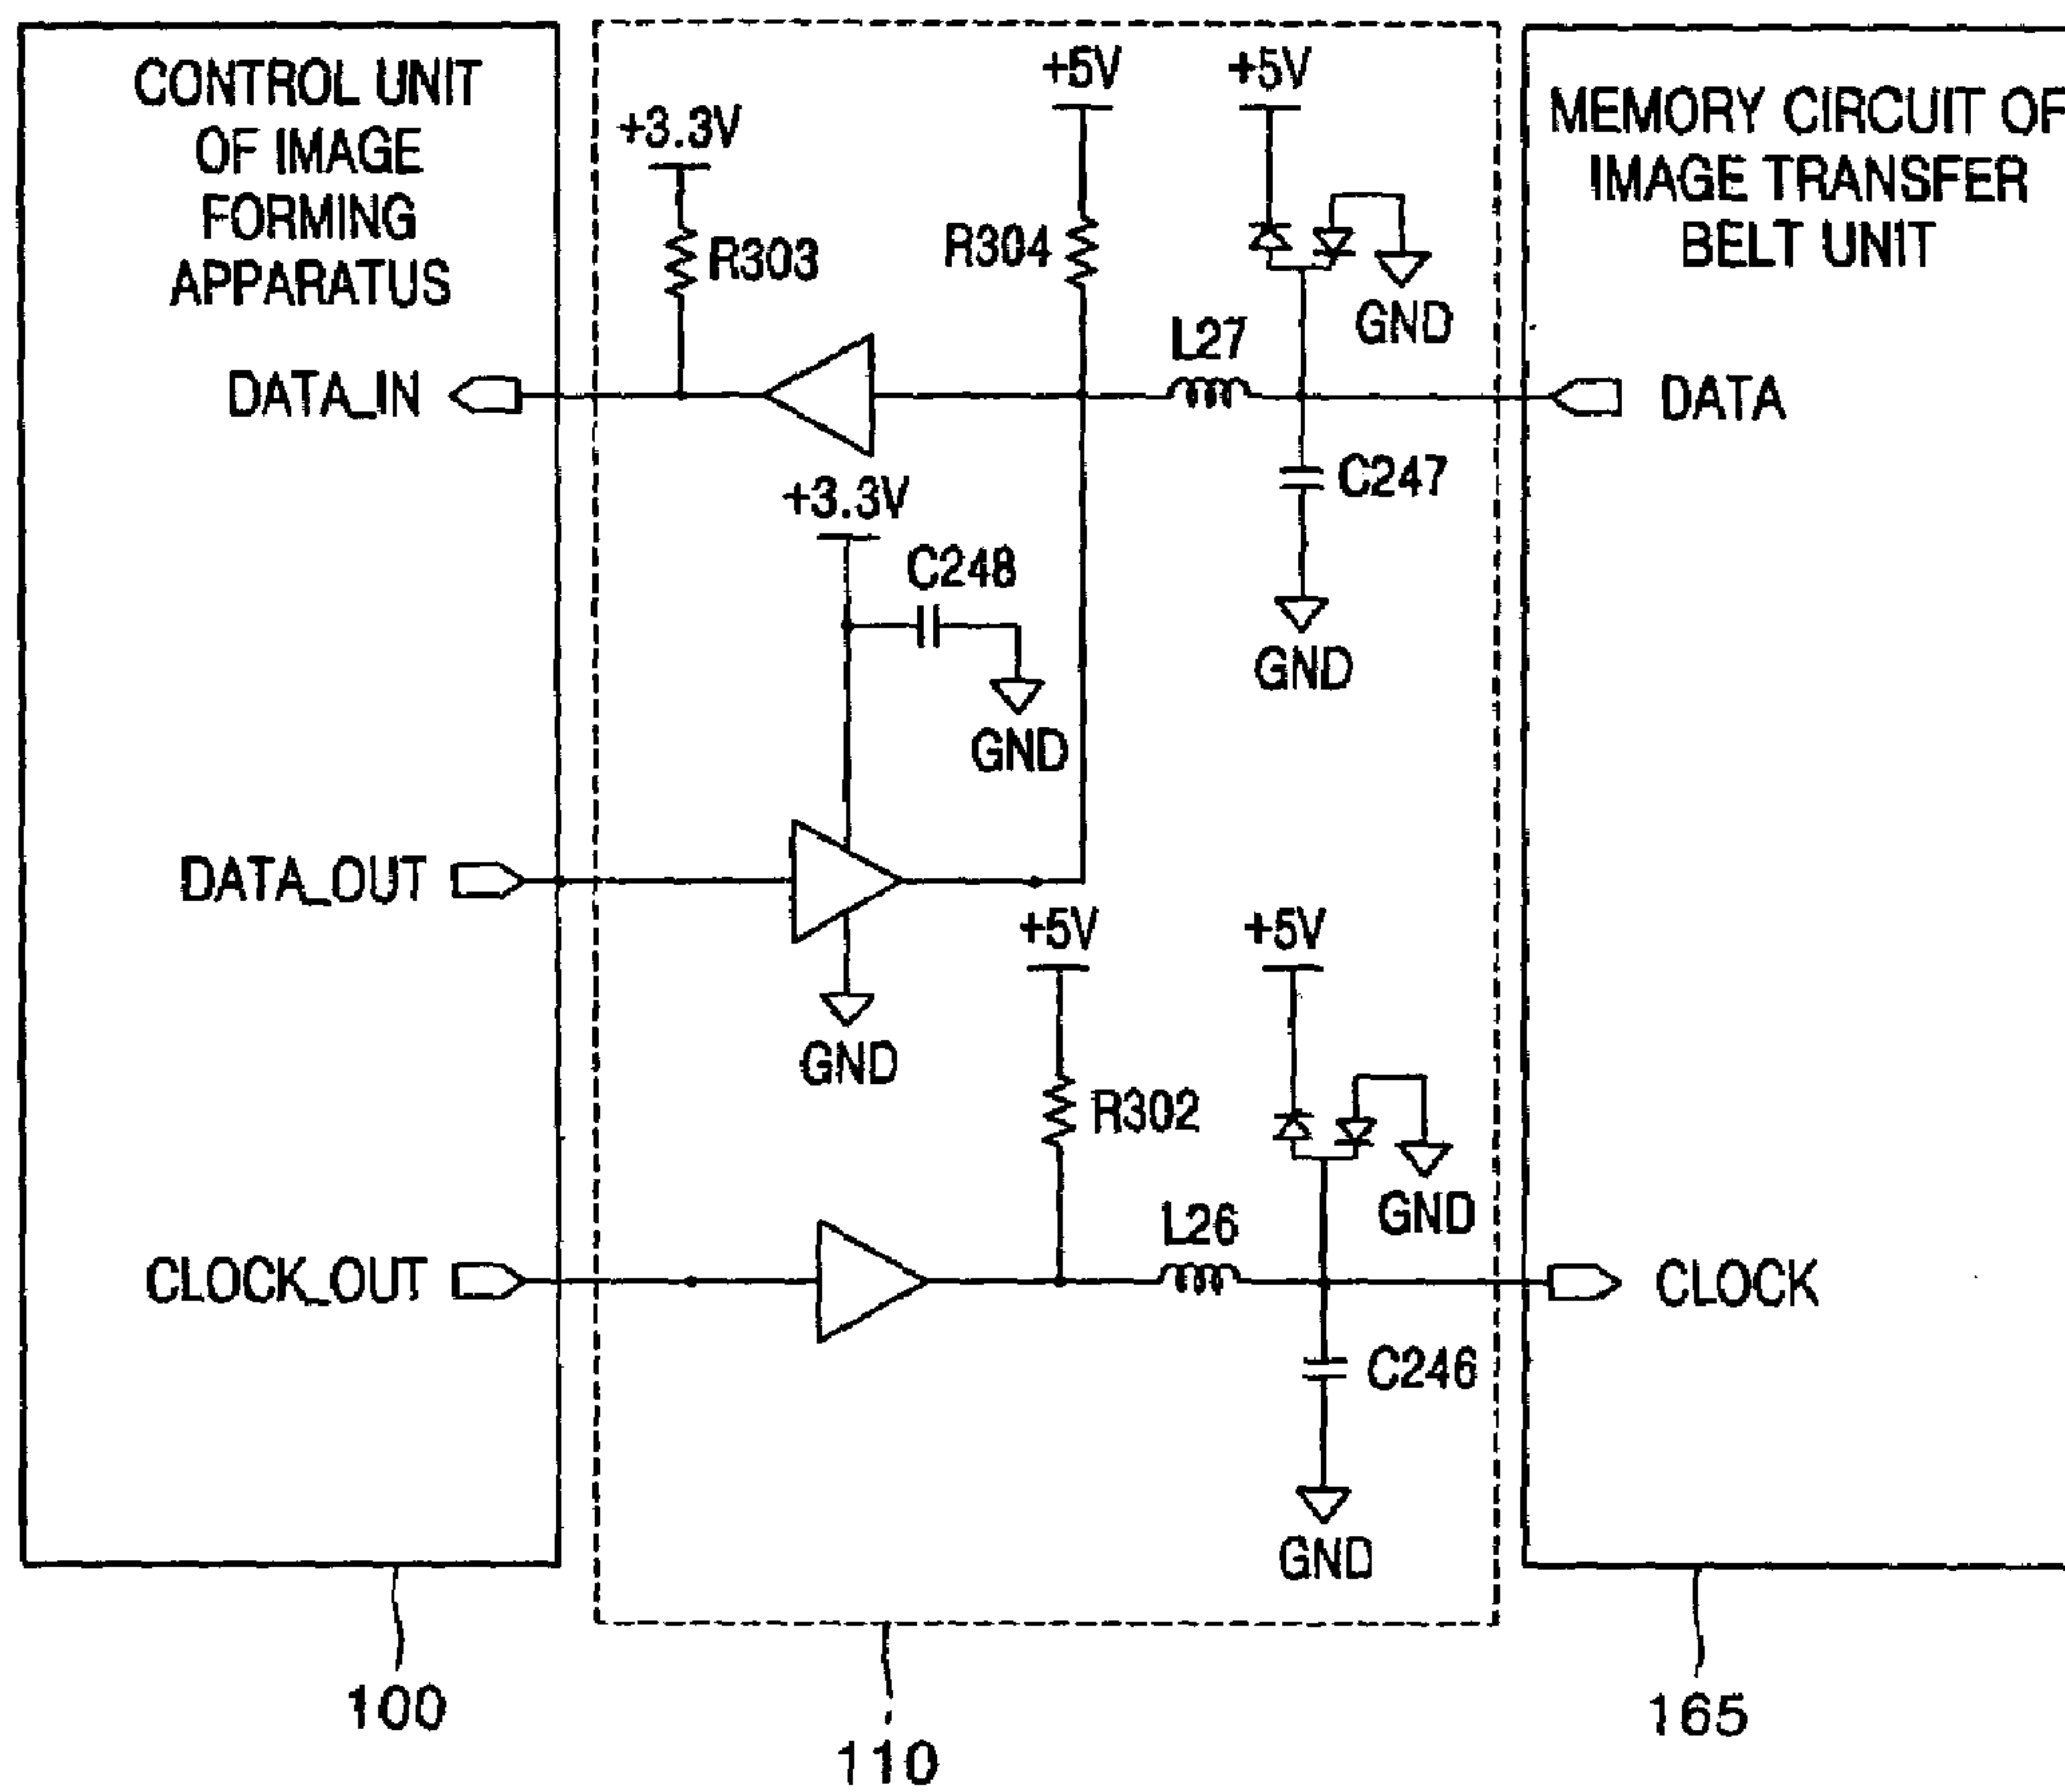 CONTROL UNIT
OF IMAGE
FORMING
APPARATUS
+3.3V
+5V
+5V
MEMORY CIRCUIT OF
IMAGE TRANSFER
BELT UNIT
R303
R304
GND
L27
DATA_IN
DATA
C247
+3.3V
C248
GND
GND
DATA_OUT
+5V
+5V
GND
R302
GND
L26
CLOCK_OUT
CLOCK
C246
GND
100
110
165